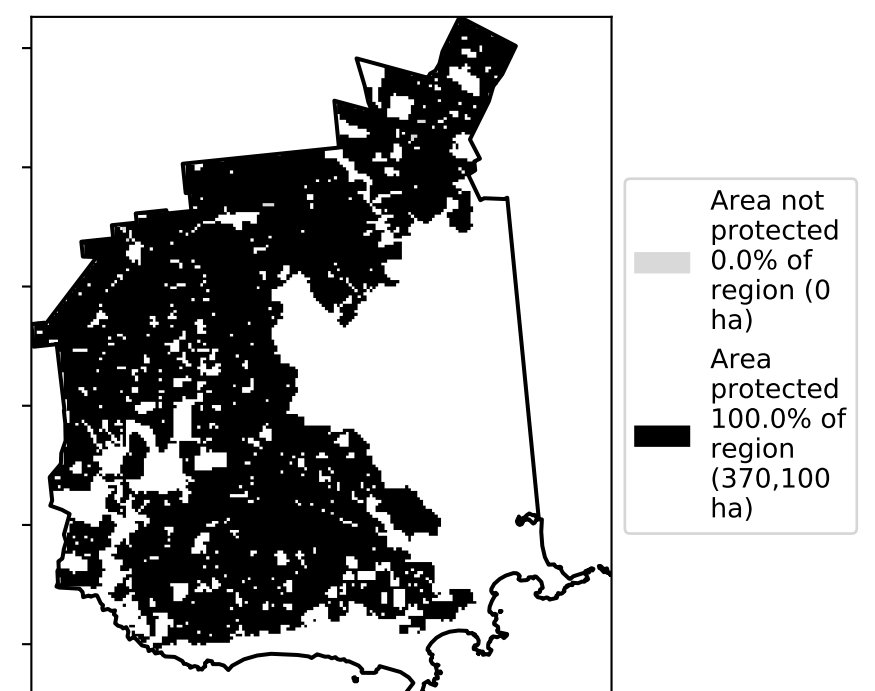 Area not
protected
0.0% of
region (0
ha)
Area
protected
100.0% of
region
(370,100
ha)